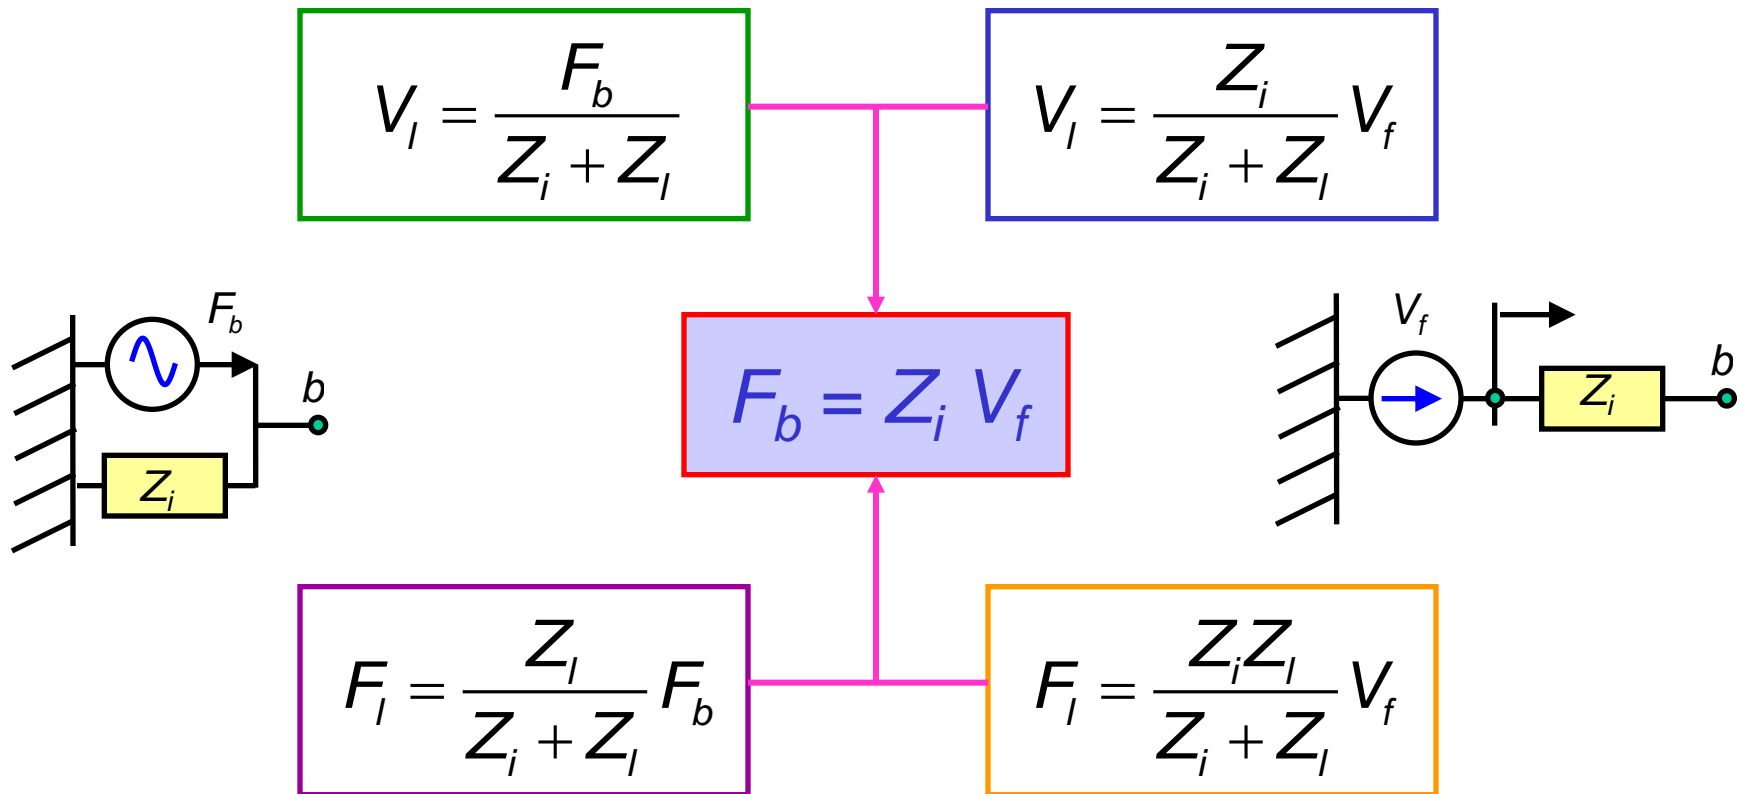 V_l = F_b / (Z_i + Z_l)
V_l = Z_i / (Z_i + Z_l) V_f
F_b
b
Z_i
F_b = Z_i V_f
V_f
Z_i
b
F_l = Z_l / (Z_i + Z_l) F_b
F_l = Z_i Z_l / (Z_i + Z_l) V_f